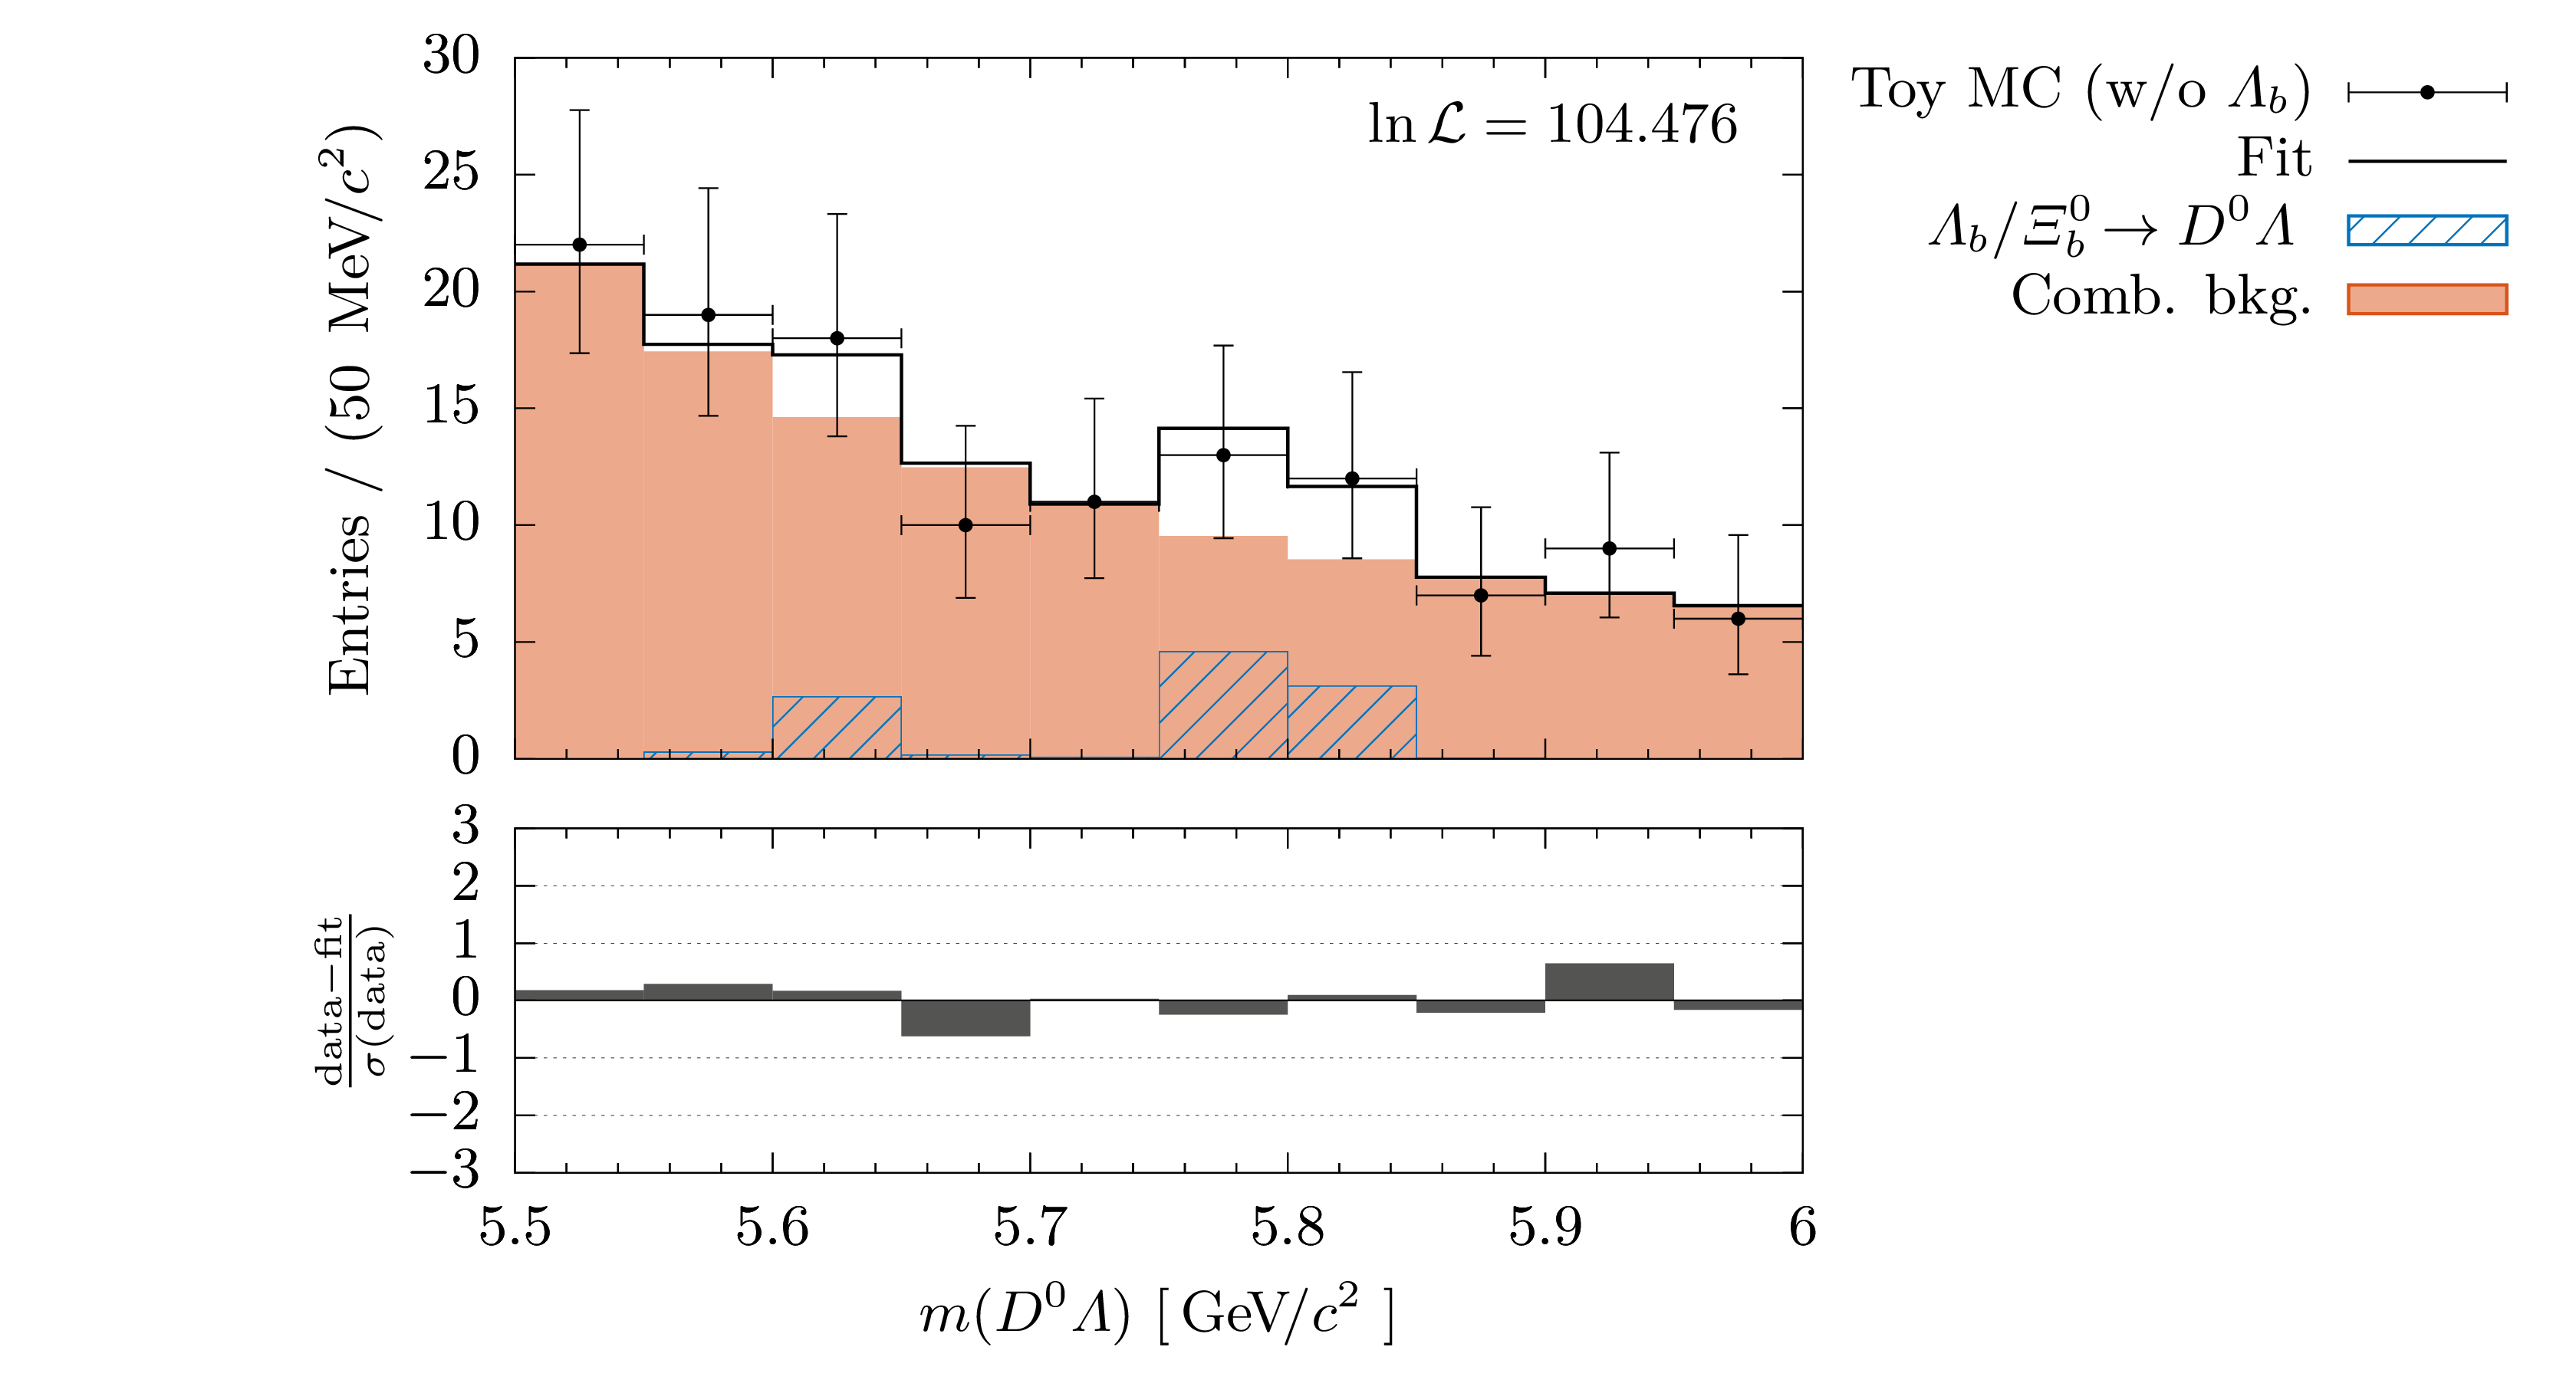 30
25
20
15
10
5
0
Entries / (50 MeV/c²)
ln ℒ = 104.476
Toy MC (w/o Λb)
Fit
Λb/Ξb⁰→ D⁰Λ
Comb. bkg.
3
2
1
0
−1
−2
−3
data−fit
σ(data)
5.5 5.6 5.7 5.8 5.9 6
m(D⁰Λ) [ GeV/c² ]